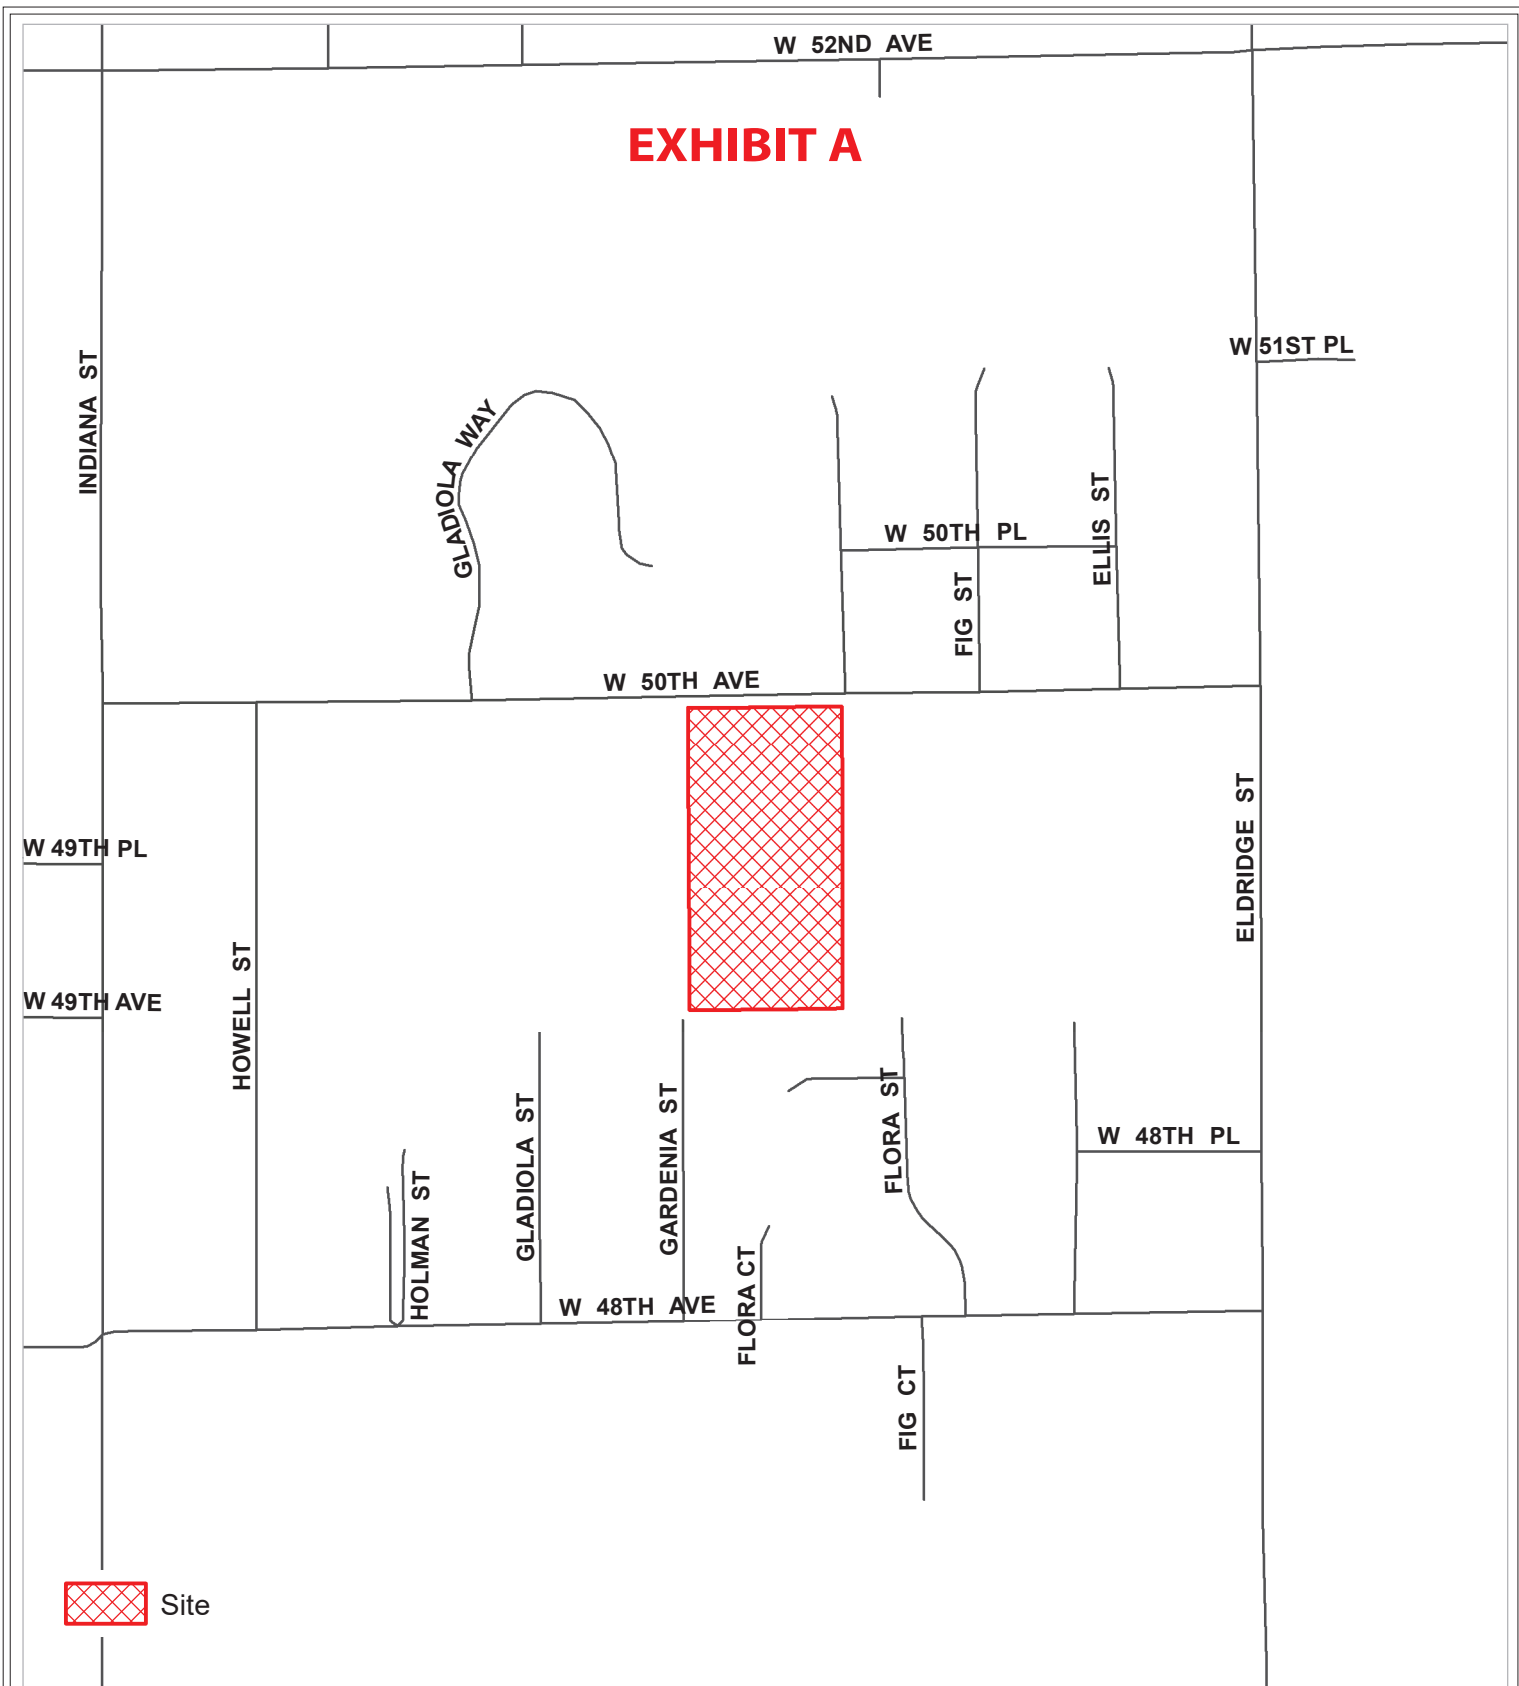 W 52ND AVE
EXHIBIT A
INDIANA ST
W 51ST PL
GLADIOLA WAY
W 50TH PL
ELLIS ST
FIG ST
W 50TH AVE
ELDRIDGE ST
W 49TH PL
HOWELL ST
W 49TH AVE
FLORA ST
GLADIOLA ST
GARDENIA ST
W 48TH PL
HOLMAN ST
FLORA CT
W 48TH AVE
FIG CT
Site